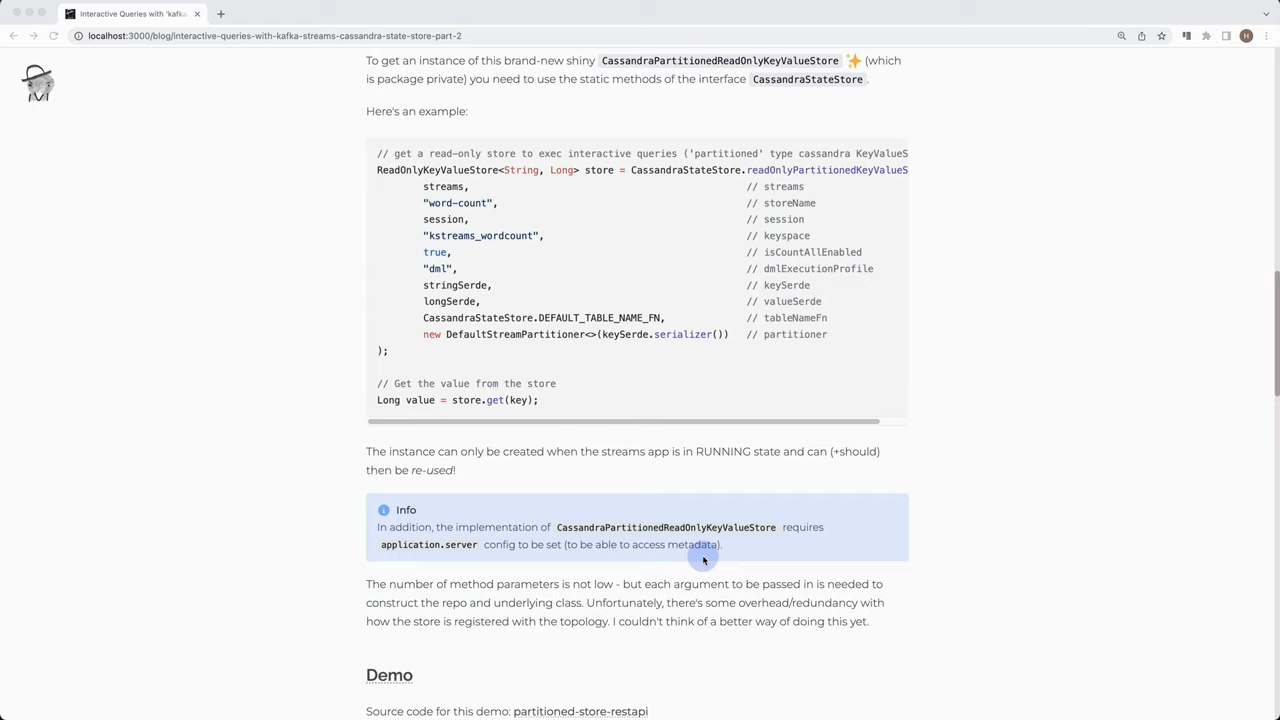 Interactive Queries with 'kafka
localhost:3000/blog/interactive-queries-with-kafka-streams-cassandra-state-store-part-2
H
To get an instance of this brand-new shiny CassandraPartitionedReadOnlyKeyValueStore ✨ (which
is package private) you need to use the static methods of the interface CassandraStateStore.
Here's an example:
// get a read-only store to exec interactive queries ('partitioned' type cassandra KeyValueS
ReadOnlyKeyValueStore<String, Long> store = CassandraStateStore.readOnlyPartitionedKeyValueS
streams, // streams
"word-count", // storeName
session, // session
"kstreams_wordcount", // keyspace
true, // isCountAllEnabled
"dml", // dmlExecutionProfile
stringSerde, // keySerde
longSerde, // valueSerde
CassandraStateStore.DEFAULT_TABLE_NAME_FN, // tableNameFn
new DefaultStreamPartitioner<>(keySerde.serializer()) // partitioner
);
// Get the value from the store
Long value = store.get(key);
The instance can only be created when the streams app is in RUNNING state and can (+should)
then be re-used!
Info
In addition, the implementation of CassandraPartitionedReadOnlyKeyValueStore requires
application.server config to be set (to be able to access metadata).
The number of method parameters is not low - but each argument to be passed in is needed to
construct the repo and underlying class. Unfortunately, there's some overhead/redundancy with
how the store is registered with the topology. I couldn't think of a better way of doing this yet.
Demo
Source code for this demo: partitioned-store-restapi